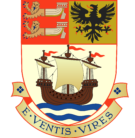 E · VENTIS · VIRES